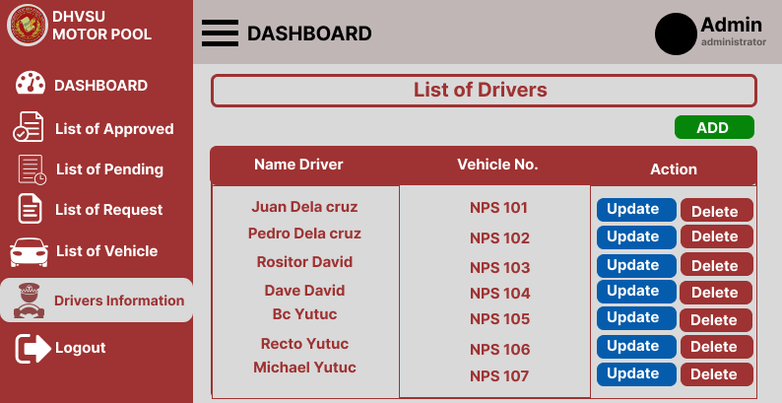 DHVSU
MOTOR POOL
DASHBOARD
Admin
administrator
DASHBOARD
List of Approved
List of Pending
List of Request
List of Vehicle
Drivers Information
Logout
List of Drivers
ADD
Name Driver Vehicle No. Action
Juan Dela cruz NPS 101 Update Delete
Pedro Dela cruz NPS 102 Update Delete
Rositor David NPS 103 Update Delete
Dave David NPS 104 Update Delete
Bc Yutuc NPS 105 Update Delete
Recto Yutuc NPS 106 Update Delete
Michael Yutuc NPS 107 Update Delete